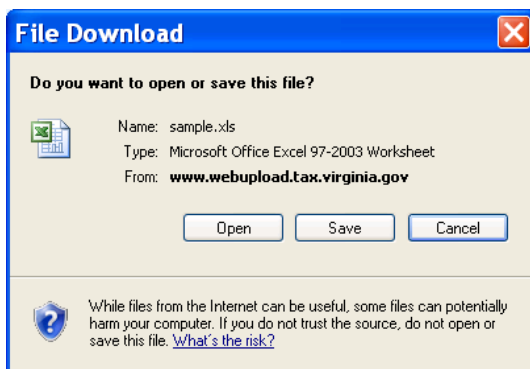 File Download
Do you want to open or save this file?
Name: sample.xls
Type: Microsoft Office Excel 97-2003 Worksheet
From: www.webupload.tax.virginia.gov
Open Save Cancel
While files from the Internet can be useful, some files can potentially
harm your computer. If you do not trust the source, do not open or
save this file. What's the risk?